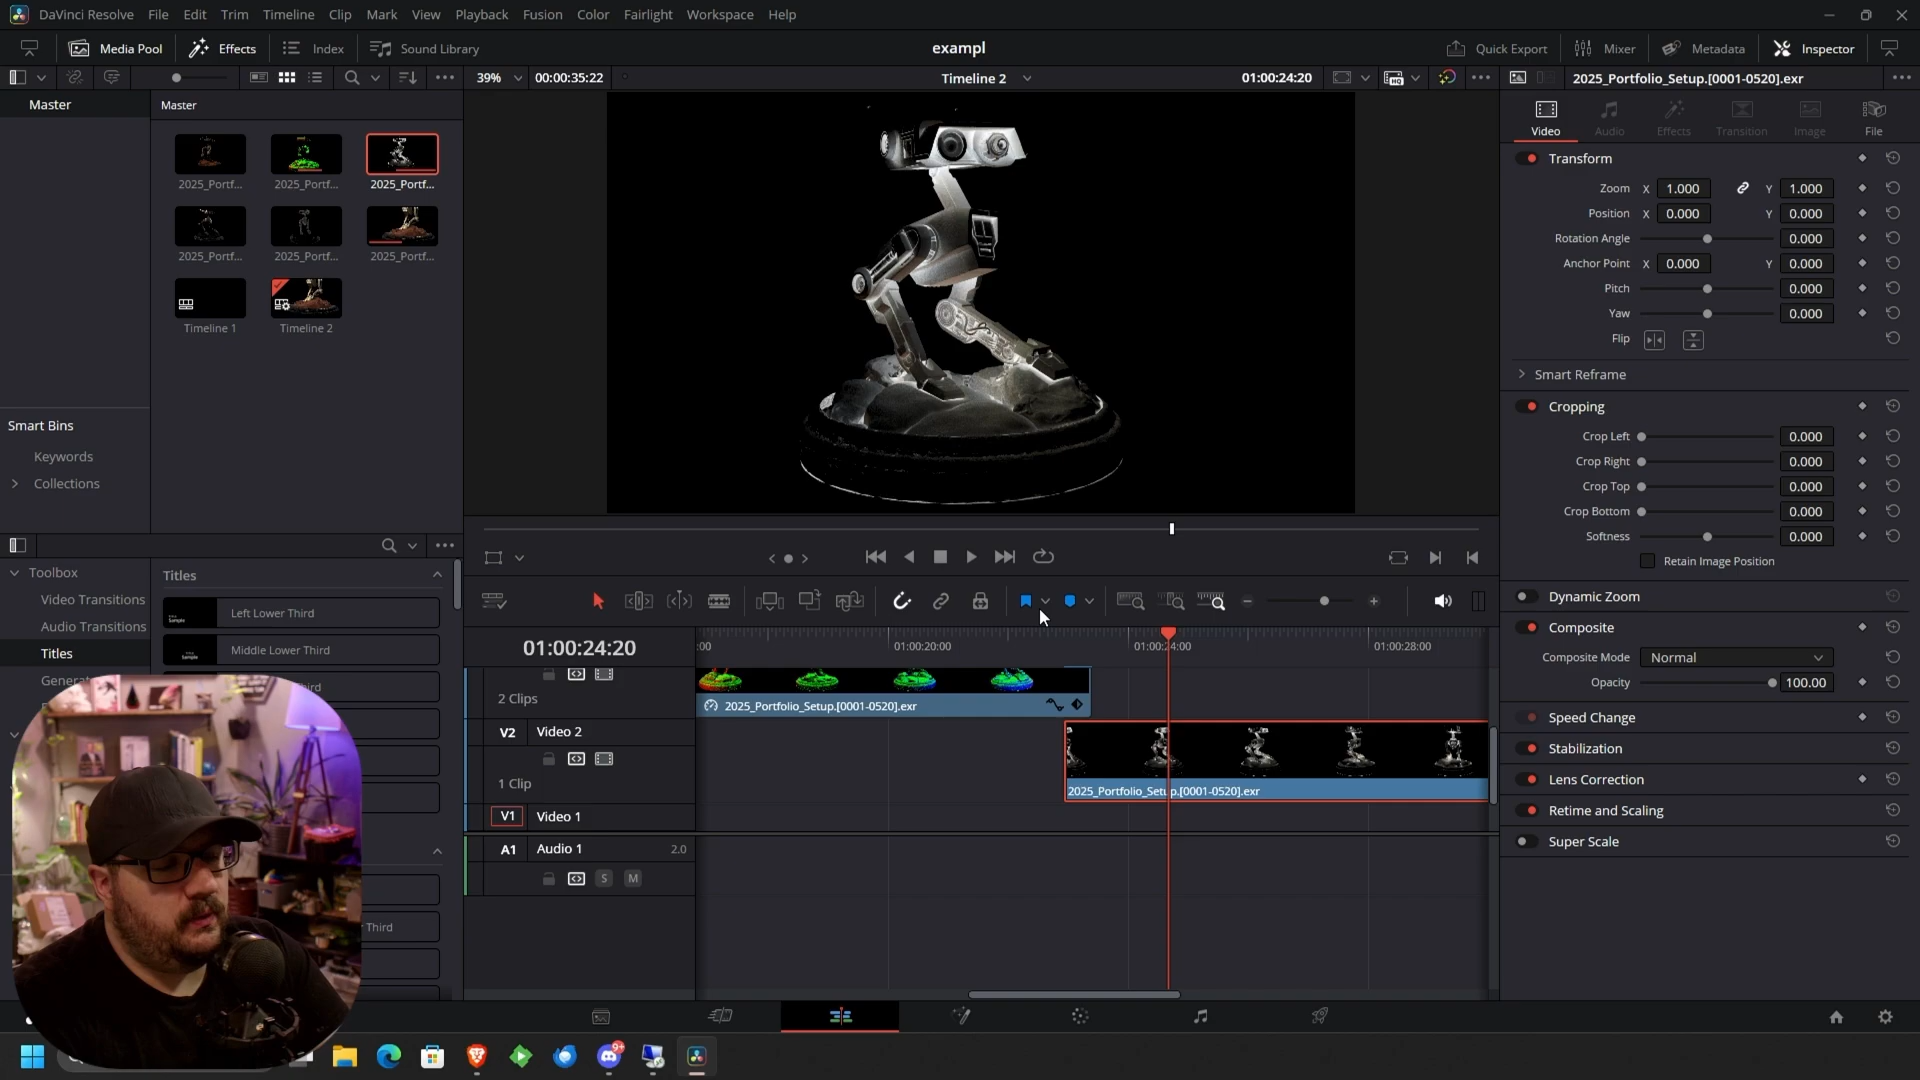 DaVinci Resolve File Edit Trim Timeline Clip Mark View Playback Fusion Color Fairlight Workspace Help
Media Pool Effects Index Sound Library exampl Quick Export Mixer Metadata Inspector
39% 00:00:35:22 Timeline 2 01:00:24:20 2025_Portfolio_Setup.[0001-0520].exr
Master Master
Video Audio Effects Transition Image File
2025_Portf... 2025_Portf... 2025_Portf...
2025_Portf... 2025_Portf... 2025_Portf...
Timeline 1 Timeline 2
Smart Bins
Keywords
Collections
Transform
Zoom X 1.000 Y 1.000
Position X 0.000 Y 0.000
Rotation Angle 0.000
Anchor Point X 0.000 Y 0.000
Pitch 0.000
Yaw 0.000
Flip
Smart Reframe
Cropping
Crop Left 0.000
Crop Right 0.000
Crop Top 0.000
Crop Bottom 0.000
Softness 0.000
Retain Image Position
Dynamic Zoom
Composite
Composite Mode Normal
Opacity 100.00
Speed Change
Stabilization
Lens Correction
Retime and Scaling
Super Scale
Toolbox
Video Transitions
Audio Transitions
Titles
Titles
Left Lower Third
Middle Lower Third
Third
01:00:24:20
:00 01:00:20:00 01:00:24:00 01:00:28:00
2 Clips
2025_Portfolio_Setup.[0001-0520].exr
V2 Video 2
1 Clip
2025_Portfolio_Setup.[0001-0520].exr
V1 Video 1
A1 Audio 1 2.0
S M
9+